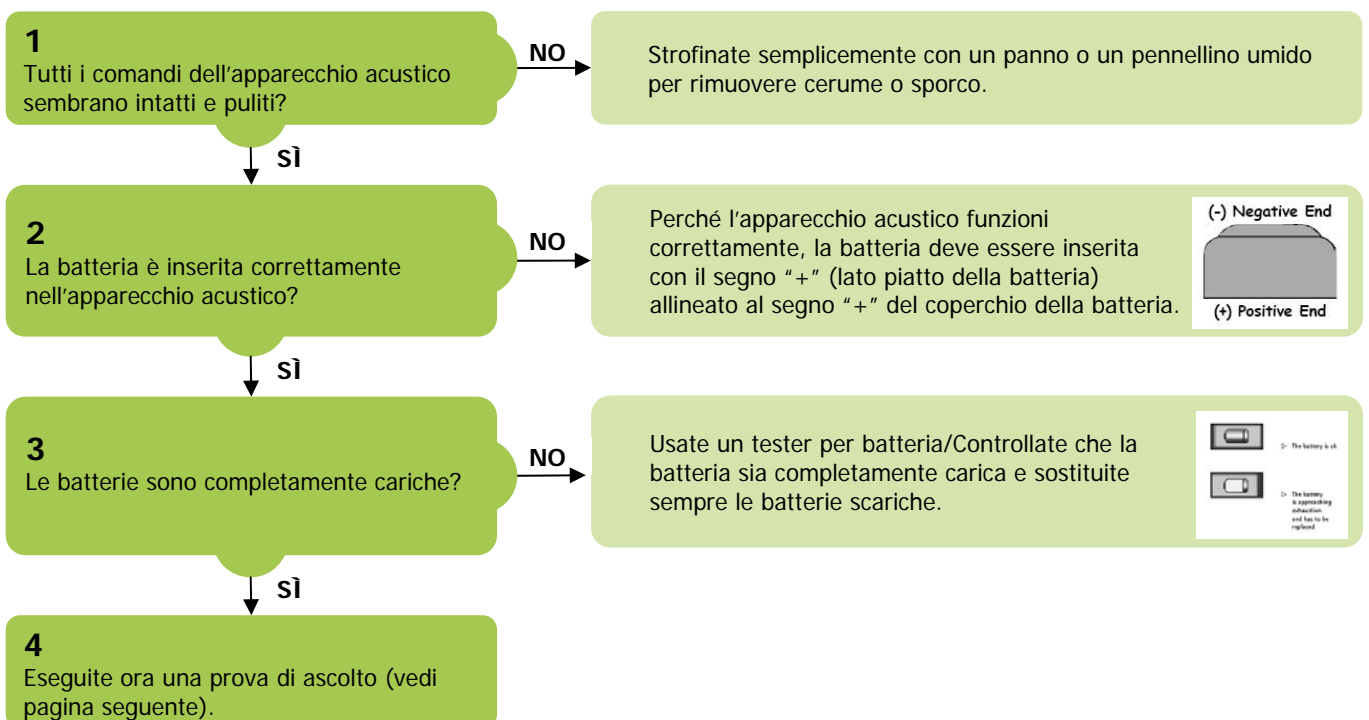 1
Tutti i comandi dell'apparecchio acustico
sembrano intatti e puliti?
NO
Strofinate semplicemente con un panno o un pennellino umido
per rimuovere cerume o sporco.
SÌ
2
La batteria è inserita correttamente
nell'apparecchio acustico?
NO
Perché l'apparecchio acustico funzioni
correttamente, la batteria deve essere inserita
con il segno "+" (lato piatto della batteria)
allineato al segno "+" del coperchio della batteria.
(-) Negative End
(+) Positive End
SÌ
3
Le batterie sono completamente cariche?
NO
Usate un tester per batteria/Controllate che la
batteria sia completamente carica e sostituite
sempre le batterie scariche.
The battery is ok
The battery
is approaching
exhaustion
and has to be
replaced
SÌ
4
Eseguite ora una prova di ascolto (vedi
pagina seguente).